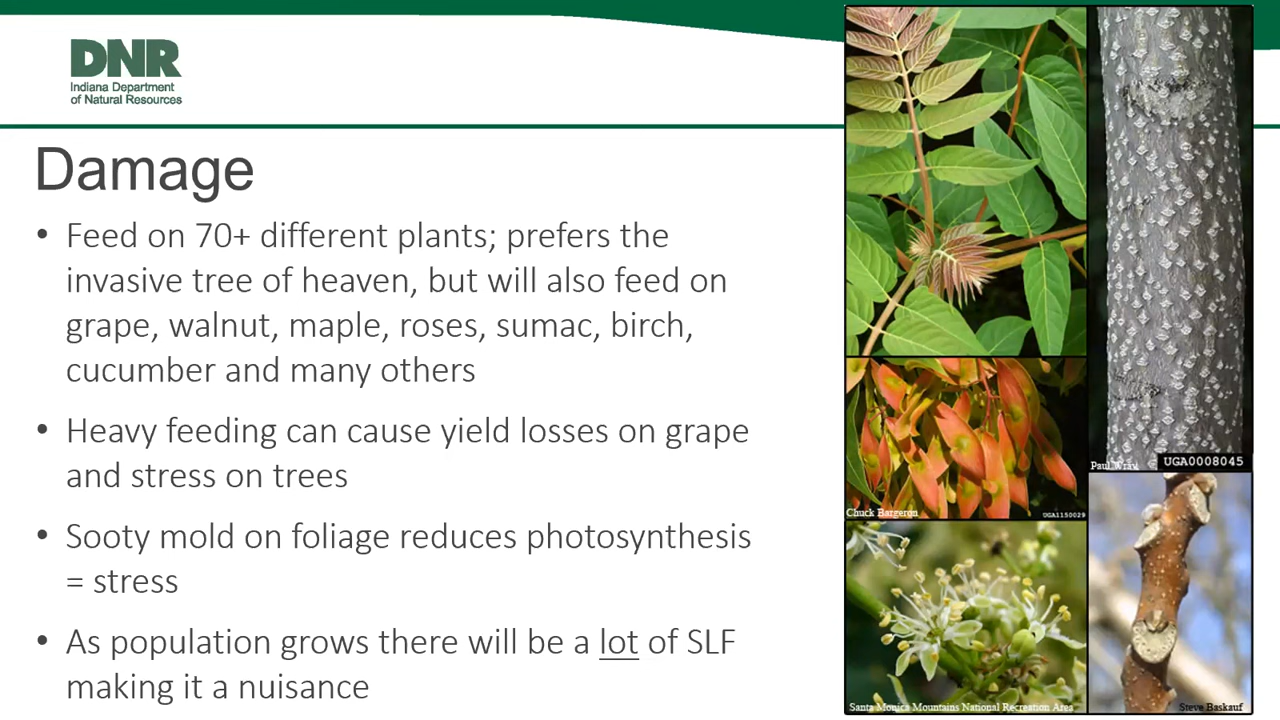 DNR
Indiana Department
of Natural Resources
Damage
• Feed on 70+ different plants; prefers the
invasive tree of heaven, but will also feed on
grape, walnut, maple, roses, sumac, birch,
cucumber and many others
• Heavy feeding can cause yield losses on grape
and stress on trees
• Sooty mold on foliage reduces photosynthesis
= stress
• As population grows there will be a lot of SLF
making it a nuisance
Paul Wray
UGA0008045
Chuck Bargeron
UGA1150029
Santa Monica Mountains National Recreation Area
Steve Baskauf